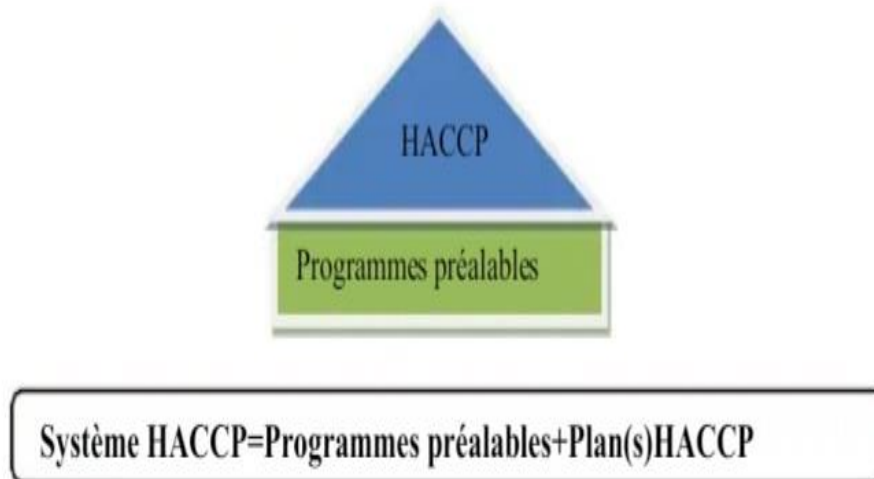 HACCP
Programmes préalables
Système HACCP=Programmes préalables+Plan(s)HACCP